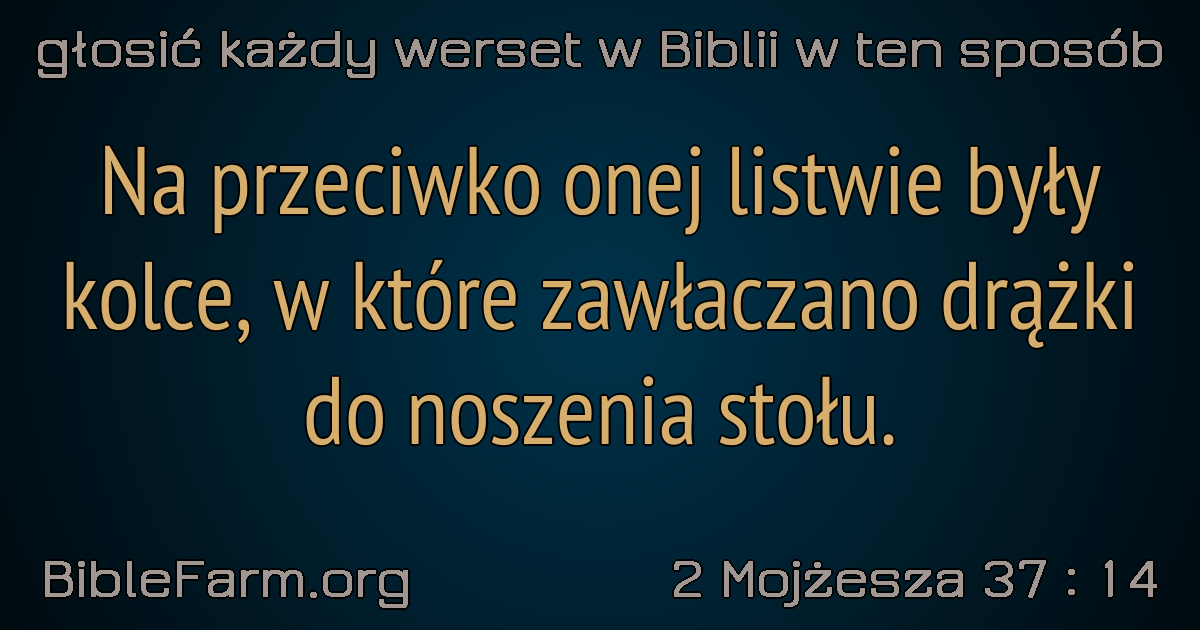 głosić każdy werset w Biblii w ten sposób
Na przeciwko onej listwie były
kolce, w które zawłaczano drążki
do noszenia stołu.
BibleFarm.org
2 Mojżesza 37 : 14